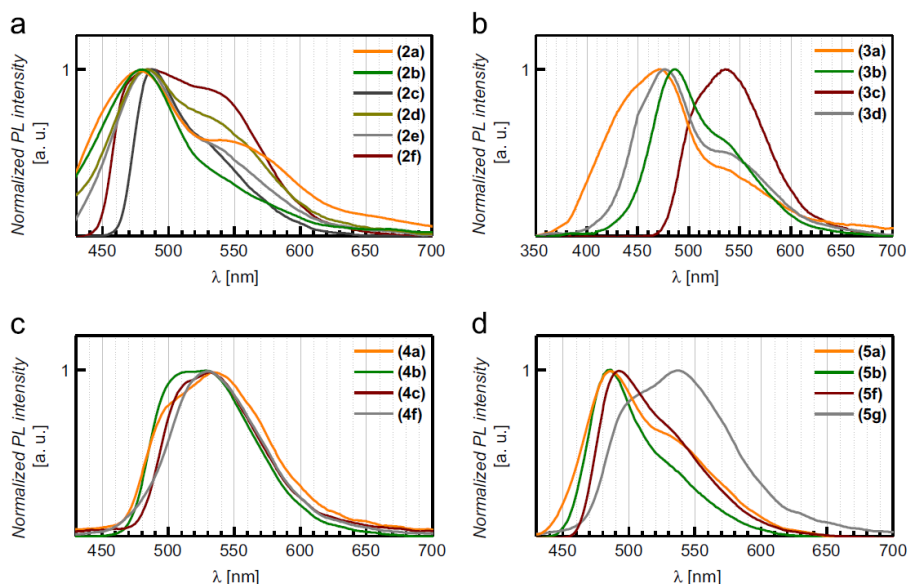 a
Normalized PL intensity
[a. u.]
1
(2a)
(2b)
(2c)
(2d)
(2e)
(2f)
450 500 550 600 650 700
λ [nm]
b
Normalized PL intensity
[a. u.]
1
(3a)
(3b)
(3c)
(3d)
350 400 450 500 550 600 650 700
λ [nm]
c
Normalized PL intensity
[a. u.]
1
(4a)
(4b)
(4c)
(4f)
450 500 550 600 650 700
λ [nm]
d
Normalized PL intensity
[a. u.]
1
(5a)
(5b)
(5f)
(5g)
450 500 550 600 650 700
λ [nm]